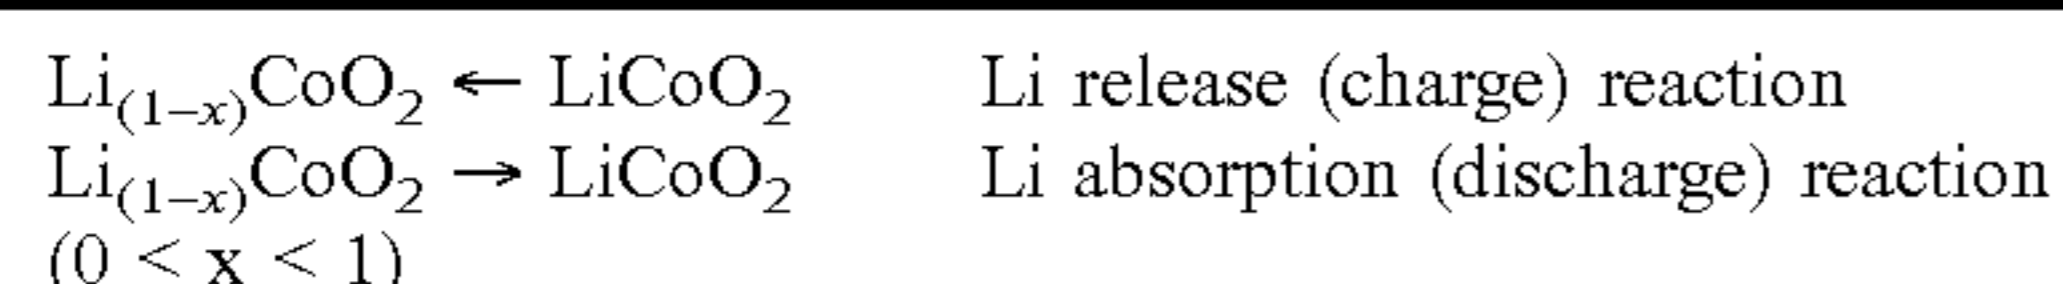 Li₍₁₋ₓ₎CoO₂ ← LiCoO₂ Li release (charge) reaction
Li₍₁₋ₓ₎CoO₂ → LiCoO₂ Li absorption (discharge) reaction
(0 < x < 1)